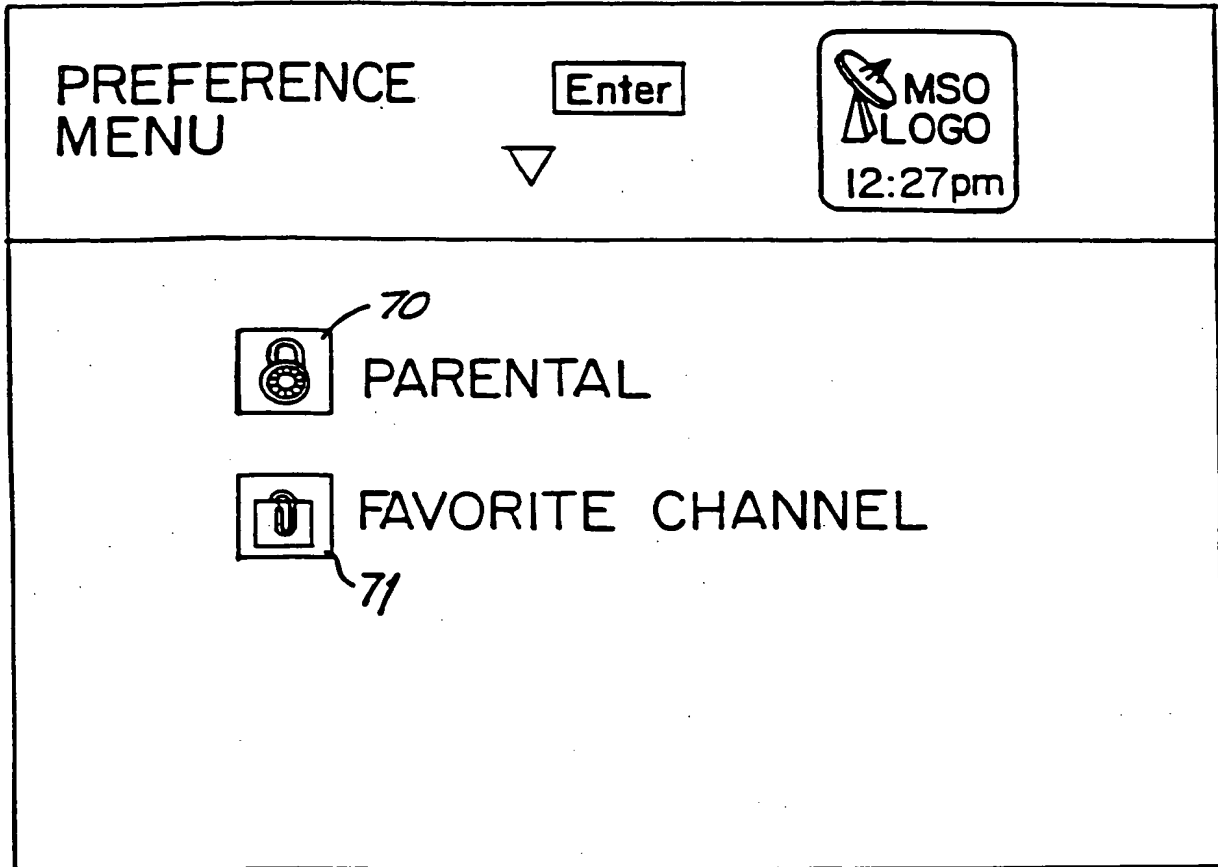 PREFERENCE
MENU
Enter
MSO
LOGO
12:27pm
70
PARENTAL
FAVORITE CHANNEL
71